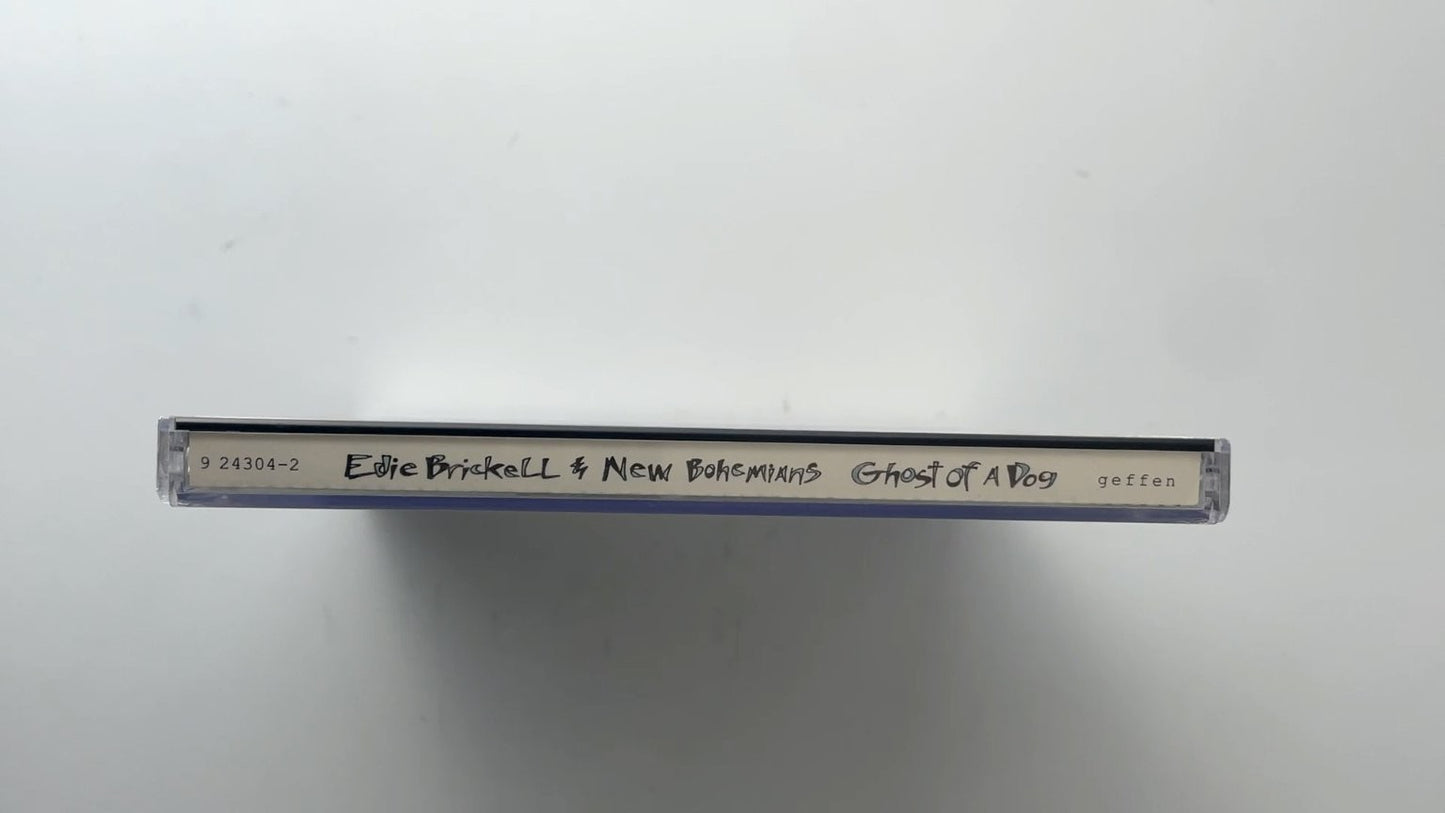 9 24304-2 Edie Brickell & New Bohemians Ghost of A Dog geffen